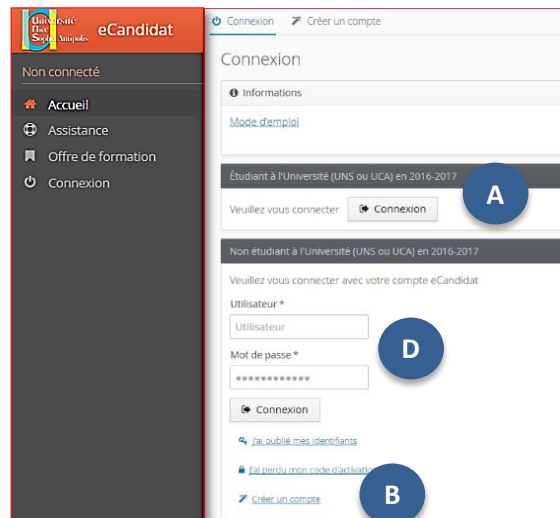 Université
Nice
Sophia Antipolis
eCandidat
Non connecté
Accueil
Assistance
Offre de formation
Connexion
Connexion
Créer un compte
Connexion
Informations
Mode d'emploi
Étudiant à l'Université (UNS ou UCA) en 2016-2017
A
Veuillez vous connecter
Connexion
Non étudiant à l'Université (UNS ou UCA) en 2016-2017
Veuillez vous connecter avec votre compte eCandidat
Utilisateur *
Utilisateur
D
Mot de passe *
************
Connexion
J'ai oublié mes identifiants
J'ai perdu mon code d'activation
Créer un compte
B